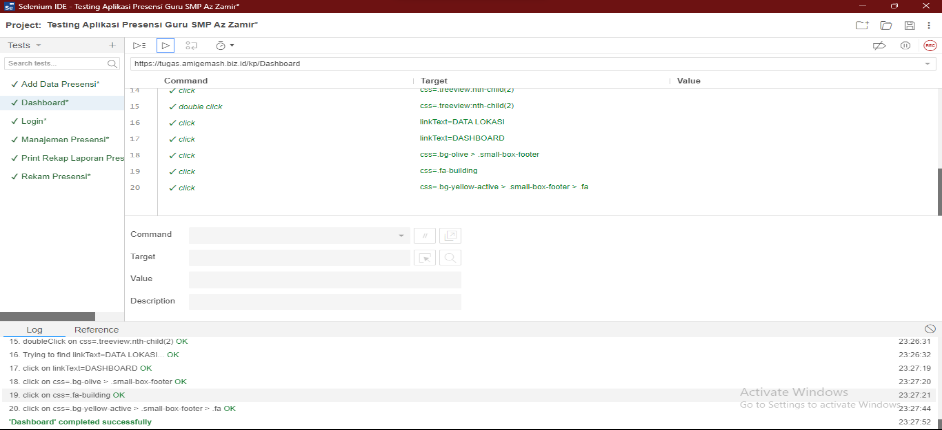 Selenium IDE - Testing Aplikasi Presensi Guru SMP Az Zamir*
Project: Testing Aplikasi Presensi Guru SMP Az Zamir*
Tests
REC
Search tests...
https://tugas.amigemash.biz.id/kp/Dashboard
Command Target Value
✓ Add Data Presensi*
✓ Dashboard*
✓ Login*
✓ Manajemen Presensi*
✓ Print Rekap Laporan Pres
✓ Rekam Presensi*
14 ✓ click css=.treeview:nth-child(2)
15 ✓ double click css=.treeview:nth-child(2)
16 ✓ click linkText=DATA LOKASI
17 ✓ click linkText=DASHBOARD
18 ✓ click css=.bg-olive > .small-box-footer
19 ✓ click css=.fa-building
20 ✓ click css=.bg-yellow-active > .small-box-footer > .fa
Command //
Target
Value
Description
Log Reference
15. doubleClick on css=.treeview:nth-child(2) OK 23:26:31
16. Trying to find linkText=DATA LOKASI... OK 23:26:32
17. click on linkText=DASHBOARD OK 23:27:19
18. click on css=.bg-olive > .small-box-footer OK 23:27:20
19. click on css=.fa-building OK 23:27:21
20. click on css=.bg-yellow-active > .small-box-footer > .fa OK 23:27:44
'Dashboard' completed successfully 23:27:52
Activate Windows
Go to Settings to activate Windows.